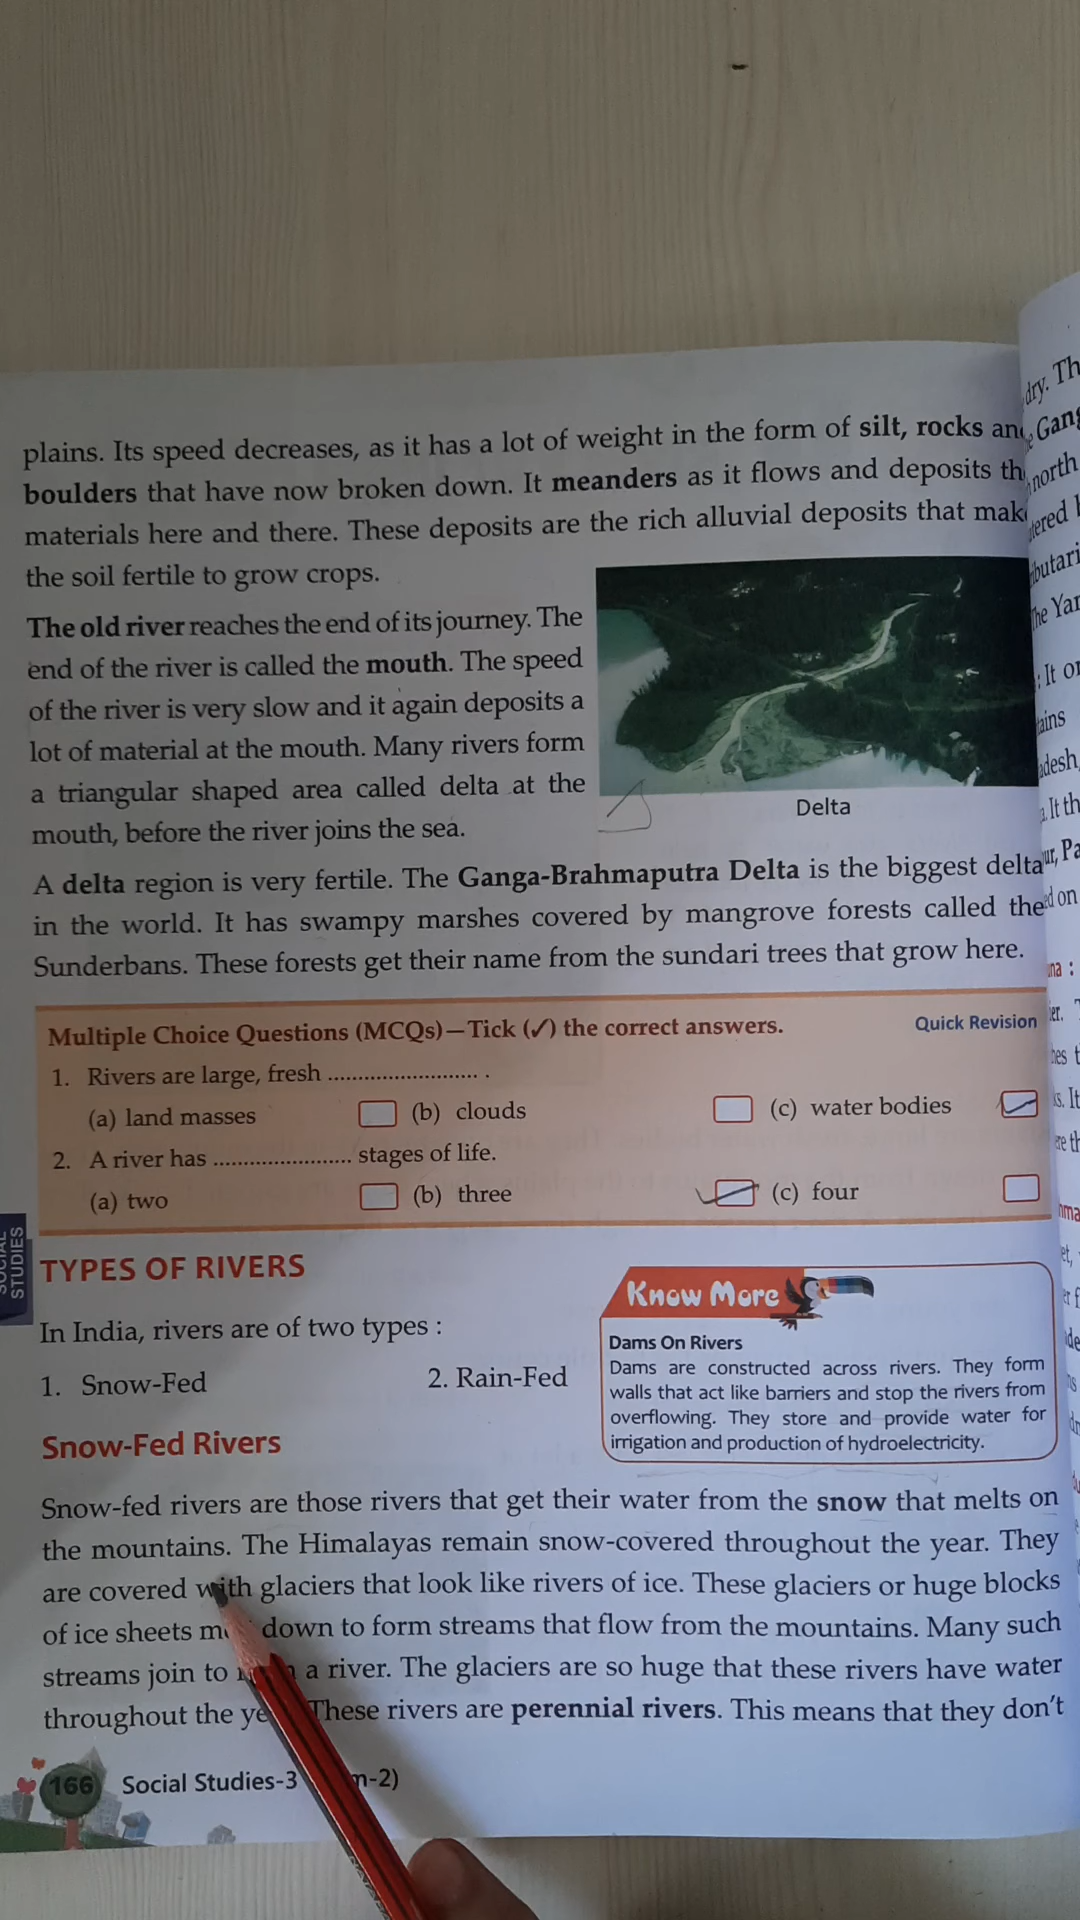 plains. Its speed decreases, as it has a lot of weight in the form of silt, rocks
boulders that have now broken down. It meanders as it flows and deposits
materials here and there. These deposits are the rich alluvial deposits that
the soil fertile to grow crops.
The old river reaches the end of its journey. The
end of the river is called the mouth. The speed
of the river is very slow and it again deposits a
lot of material at the mouth. Many rivers form
a triangular shaped area called delta at the
mouth, before the river joins the sea.
Delta
A delta region is very fertile. The Ganga-Brahmaputra Delta is the biggest delta
in the world. It has swampy marshes covered by mangrove forests called the
Sunderbans. These forests get their name from the sundari trees that grow here.
Multiple Choice Questions (MCQs)—Tick (✓) the correct answers. Quick Revision
1. Rivers are large, fresh ........................ .
(a) land masses (b) clouds (c) water bodies
2. A river has ...................... stages of life.
(a) two (b) three (c) four
SOCIAL STUDIES
TYPES OF RIVERS
In India, rivers are of two types :
1. Snow-Fed 2. Rain-Fed
Know More
Dams On Rivers
Dams are constructed across rivers. They form
walls that act like barriers and stop the rivers from
overflowing. They store and provide water for
irrigation and production of hydroelectricity.
Snow-Fed Rivers
Snow-fed rivers are those rivers that get their water from the snow that melts on
the mountains. The Himalayas remain snow-covered throughout the year. They
are covered with glaciers that look like rivers of ice. These glaciers or huge blocks
of ice sheets down to form streams that flow from the mountains. Many such
streams join to a river. The glaciers are so huge that these rivers have water
throughout the These rivers are perennial rivers. This means that they don't
166 Social Studies-3